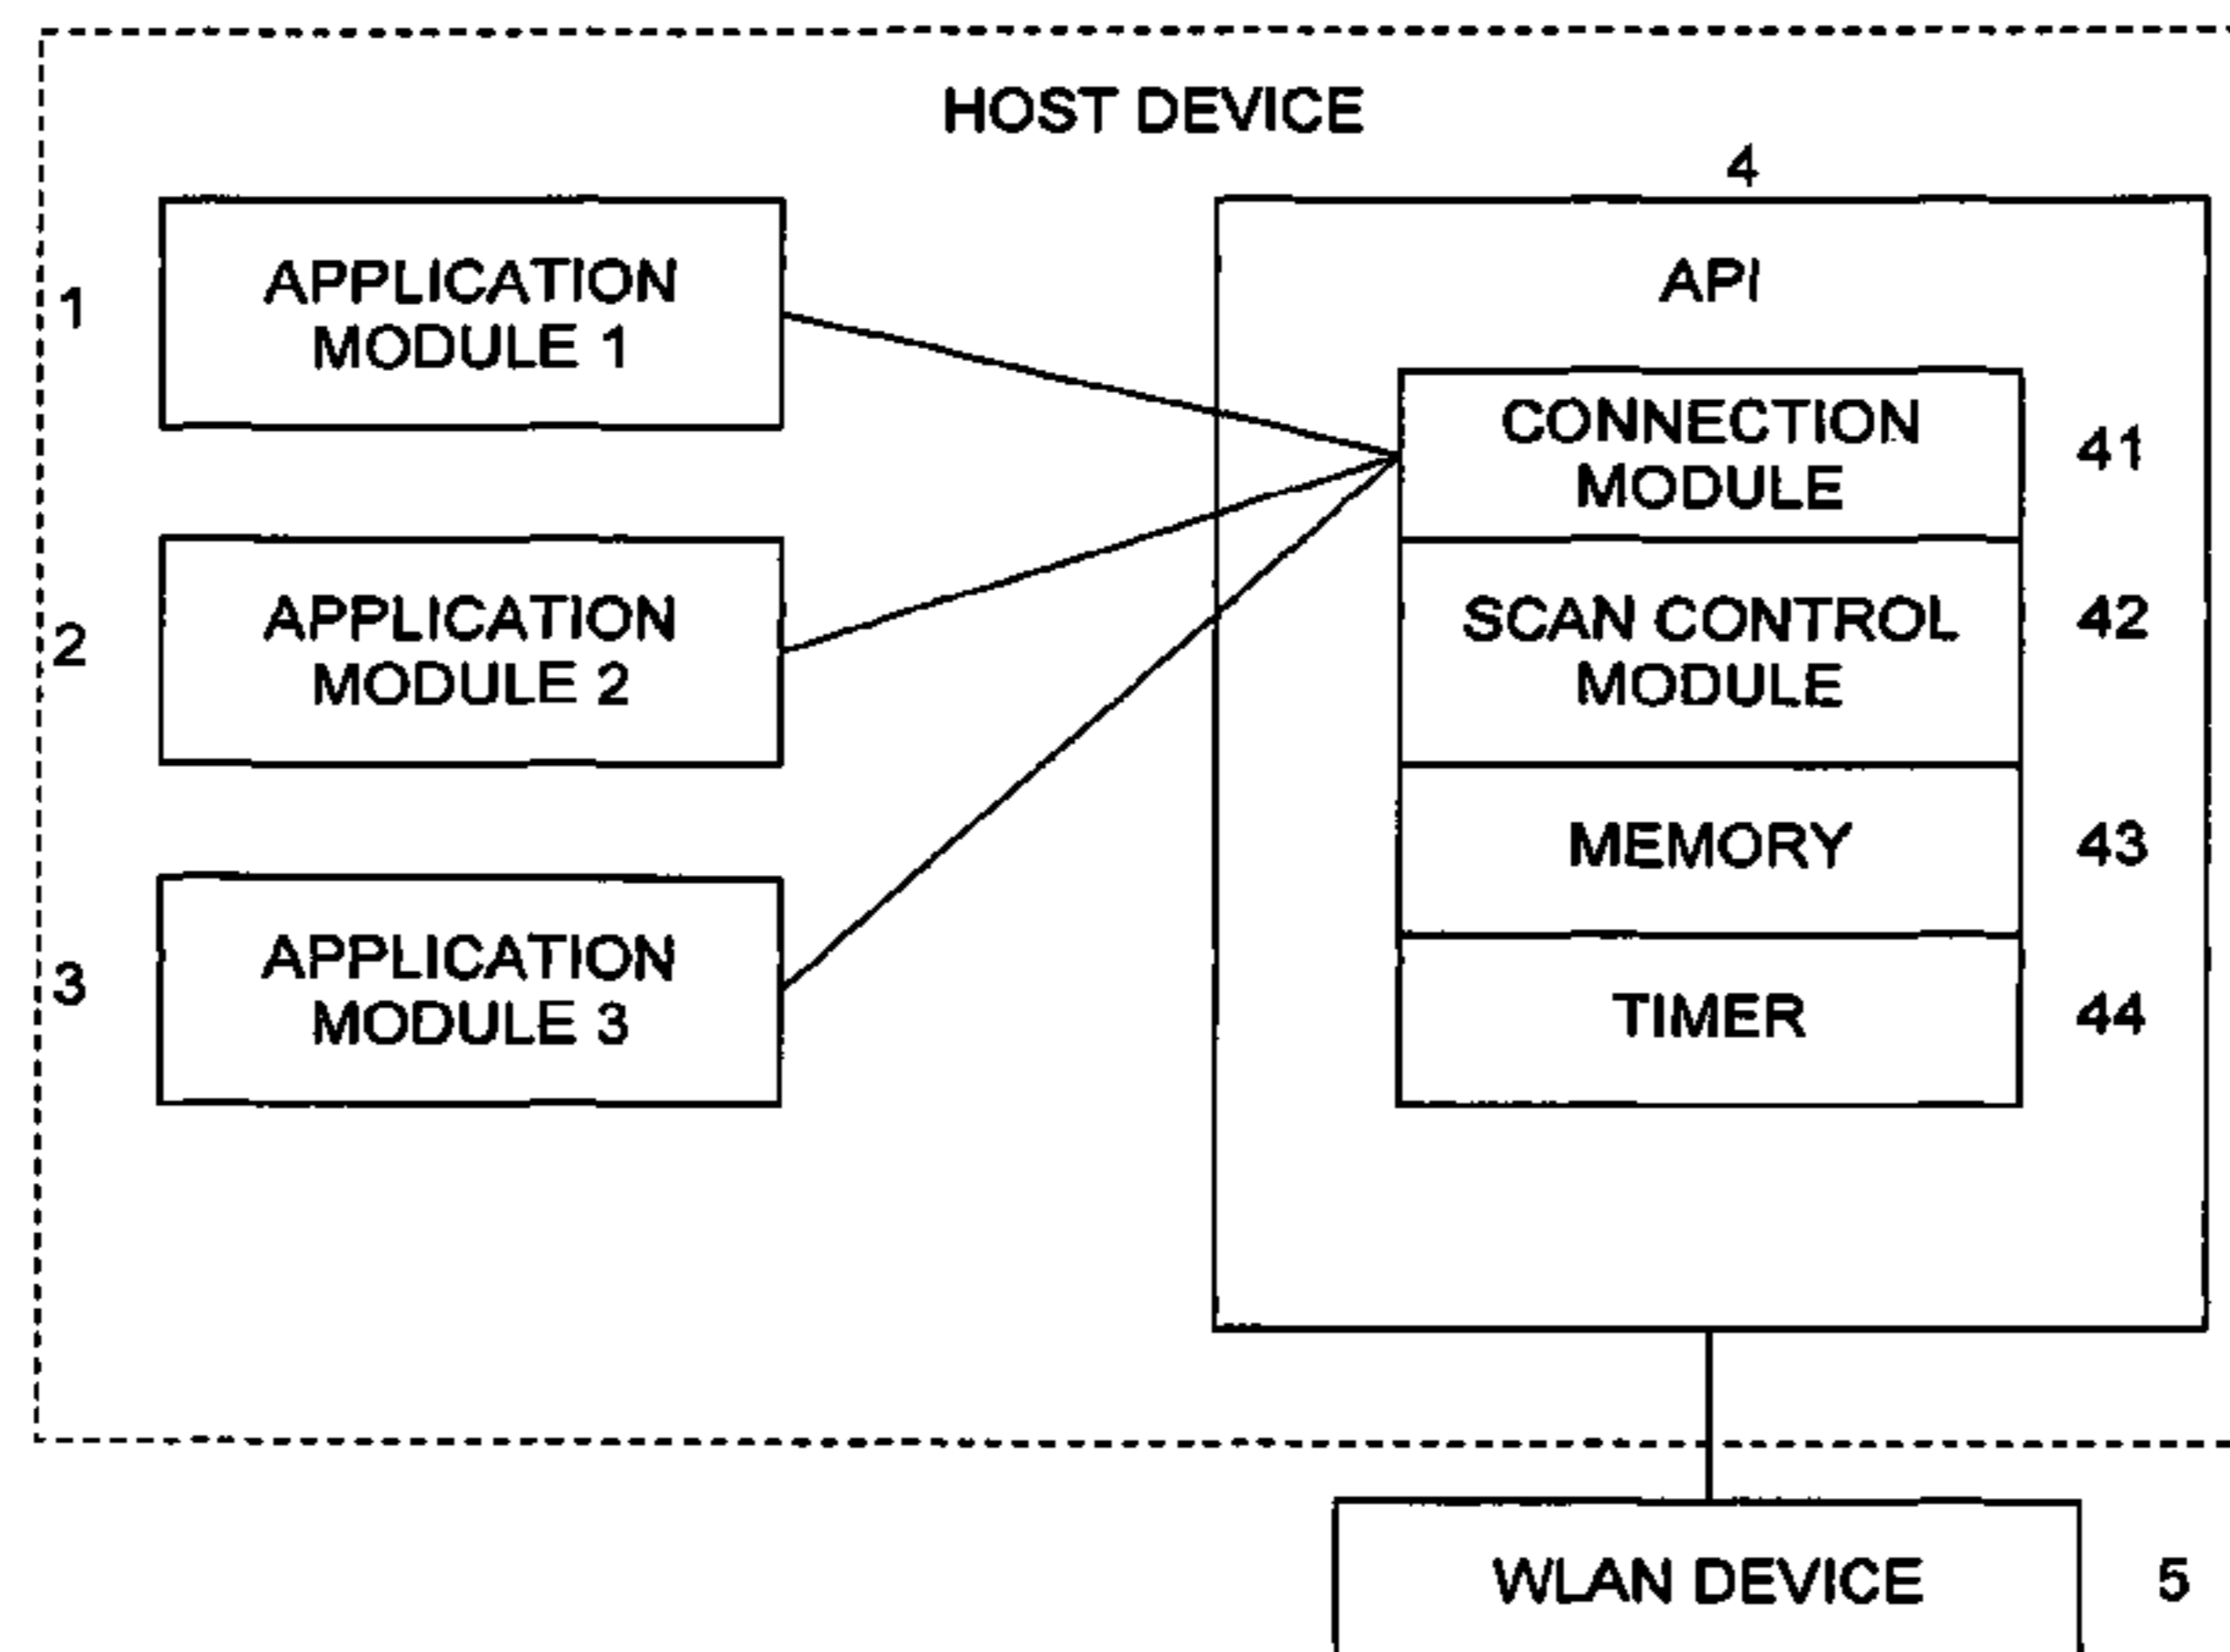 HOST DEVICE
4
API
1
APPLICATION
MODULE 1
2
APPLICATION
MODULE 2
3
APPLICATION
MODULE 3
CONNECTION
MODULE
41
SCAN CONTROL
MODULE
42
MEMORY
43
TIMER
44
WLAN DEVICE
5